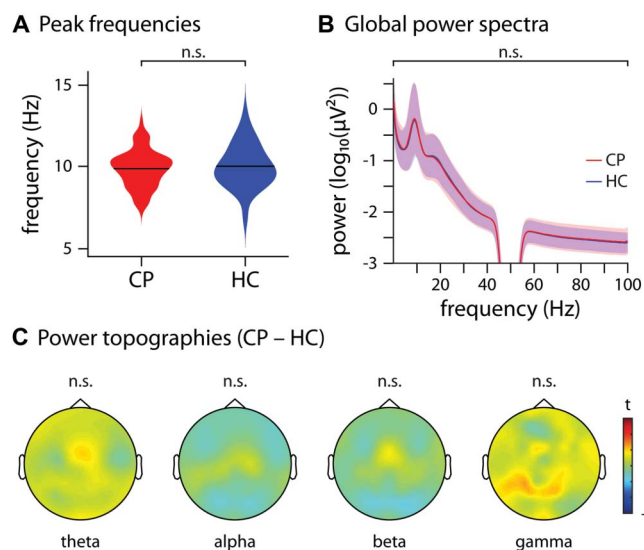 A Peak frequencies
n.s.
15
10
5
frequency (Hz)
CP
HC
B Global power spectra
n.s.
0
-1
-2
-3
power (log10(μV²))
CP
HC
20
40
60
80
100
frequency (Hz)
C Power topographies (CP – HC)
n.s.
n.s.
n.s.
n.s.
t
theta
alpha
beta
gamma